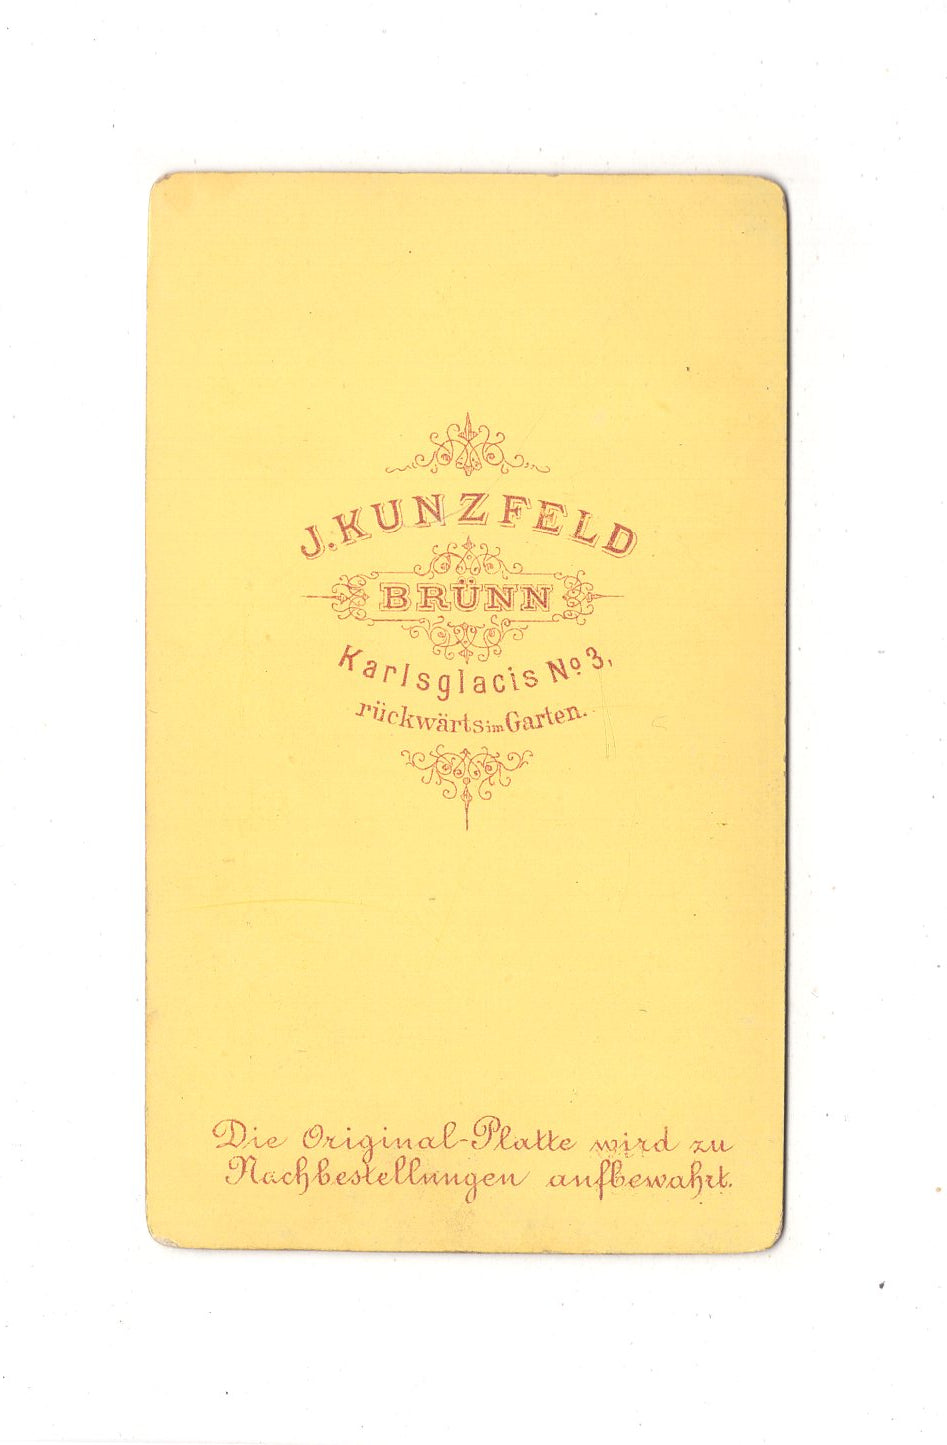 J. KUNZFELD
BRÜNN
Karlsglacis No 3,
rückwärts im Garten.
Die Original-Platte wird zu
Nachbestellungen aufbewahrt.